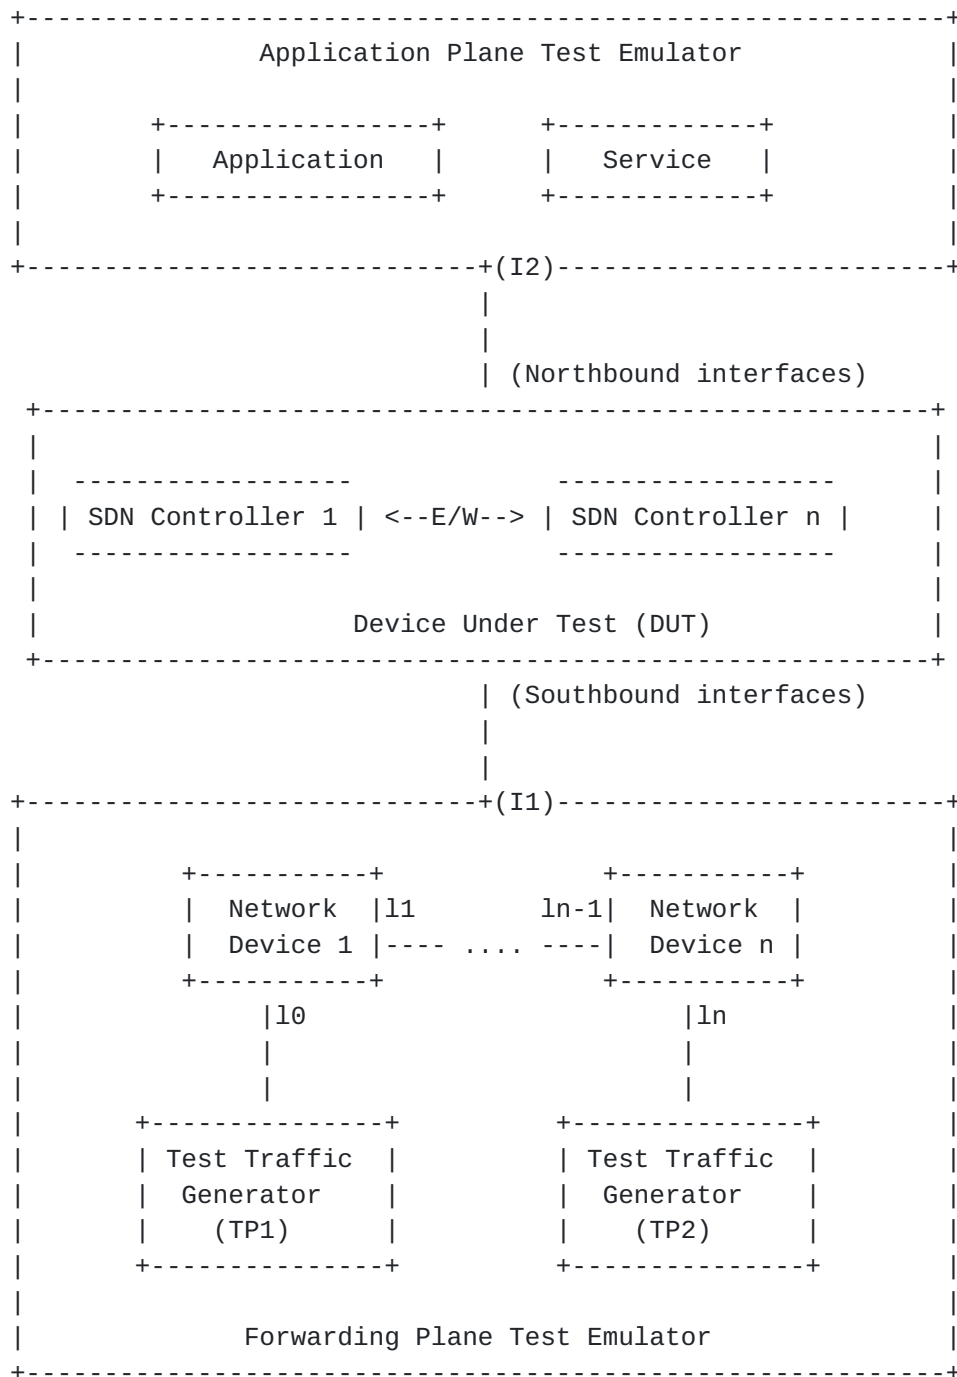 Application Plane Test Emulator
Application Service
(I2)
(Northbound interfaces)
SDN Controller 1 <--E/W--> SDN Controller n
Device Under Test (DUT)
(Southbound interfaces)
(I1)
Network l1 ln-1 Network
Device 1 ---- .... ---- Device n
l0 ln
Test Traffic Test Traffic
Generator Generator
(TP1) (TP2)
Forwarding Plane Test Emulator